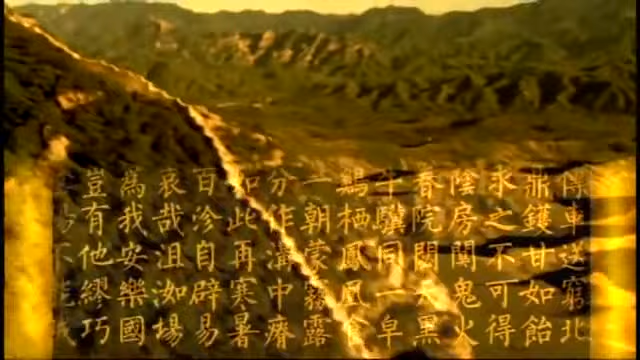 傳車送窮北
鼎鑊甘如飴
求之不可得
陰房闃鬼火
春院閟天黑
牛驥同一皁
鷄棲鳳凰食
一朝蒙霧露
分作溝中瘠
如此再寒暑
百沴自辟易
哀哉沮洳場
為我安樂國
豈有他繆巧
不